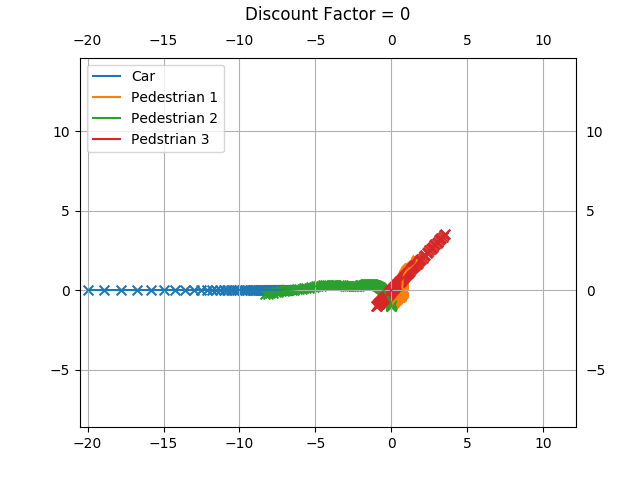 Discount Factor = 0
−20 −15 −10 −5 0 5 10
Car
Pedestrian 1
Pedestrian 2
Pedstrian 3
10 10
5 5
0 0
−5 −5
−20 −15 −10 −5 0 5 10